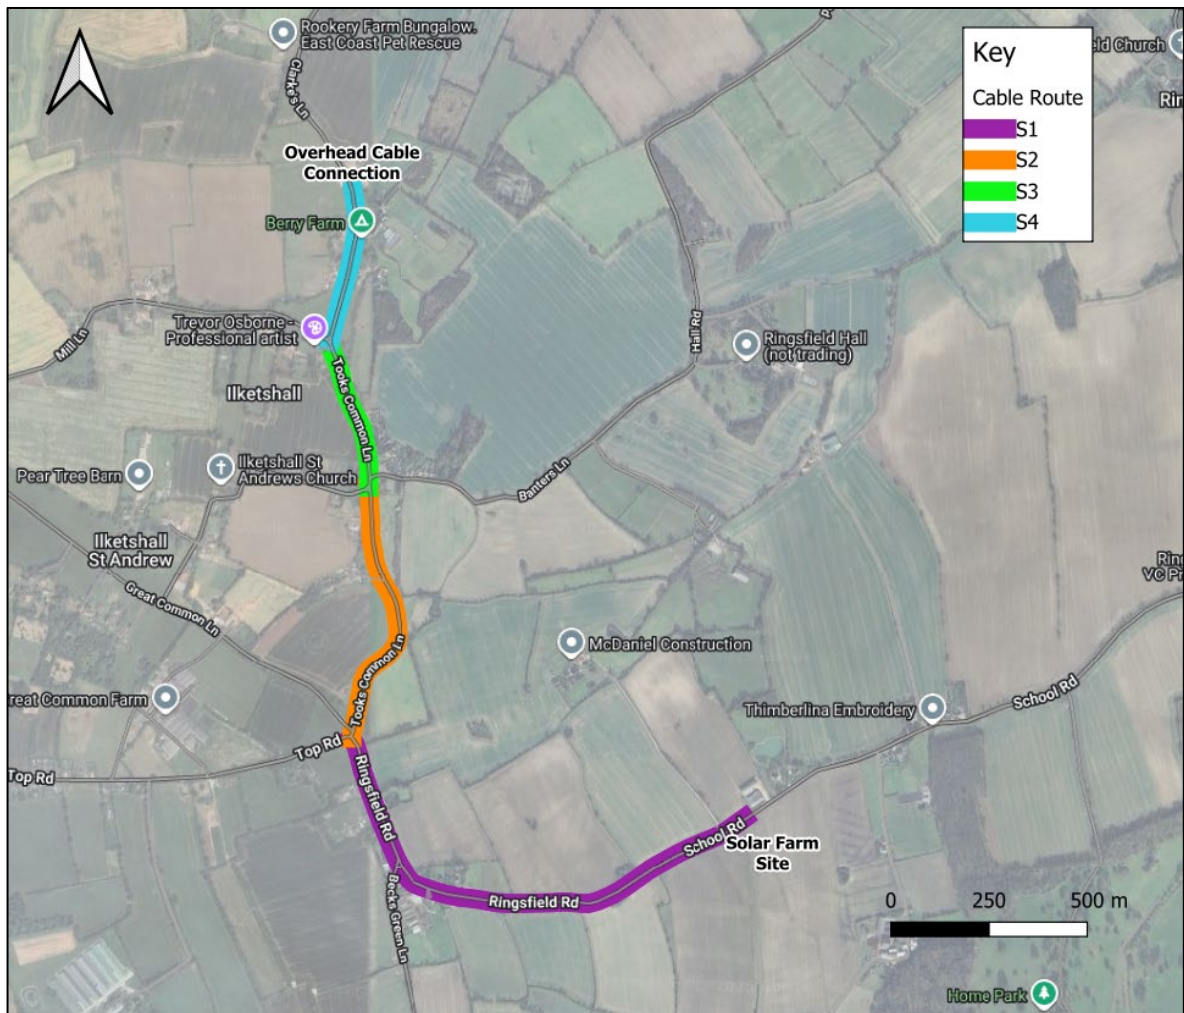 Rookery Farm Bungalow.
East Coast Pet Rescue
Clarke's Ln
Key
Cable Route
S1
S2
S3
S4
Overhead Cable
Connection
Berry Farm
Mill Ln
Trevor Osborne -
Professional artist
Hall Rd
Ringsfield Hall
(not trading)
Tooks Common Ln
Ilketshall
Pear Tree Barn
Ilketshall St
Andrews Church
Banters Ln
Ilketshall
St Andrew
Great Common Ln
McDaniel Construction
Tooks Common Ln
reat Common Farm
Thimberlina Embroidery
School Rd
Top Rd
Top Rd
Ringsfield Rd
School Rd
Solar Farm
Site
Becks Green Ln
Ringsfield Rd
0 250 500 m
Home Park